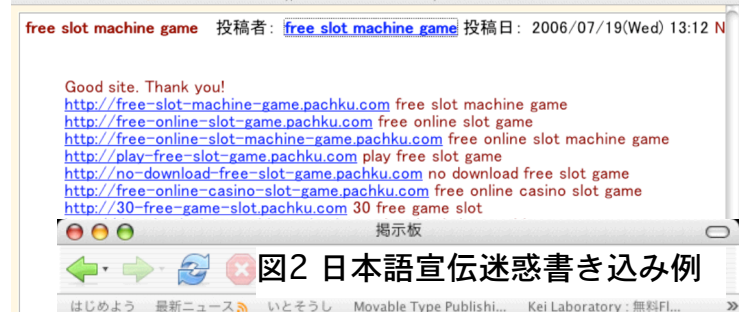 free slot machine game 投稿者: free slot machine game 投稿日: 2006/07/19(Wed) 13:12 N
Good site. Thank you!
http://free-slot-machine-game.pachku.com free slot machine game
http://free-online-slot-game.pachku.com free online slot game
http://free-online-slot-machine-game.pachku.com free online slot machine game
http://play-free-slot-game.pachku.com play free slot game
http://no-download-free-slot-game.pachku.com no download free slot game
http://free-online-casino-slot-game.pachku.com free online casino slot game
http://30-free-game-slot.pachku.com 30 free game slot
掲示板
図2 日本語宣伝迷惑書き込み例
はじめよう 最新ニュース いとそうし Movable Type Publishi... Kei Laboratory : 無料Fl... »